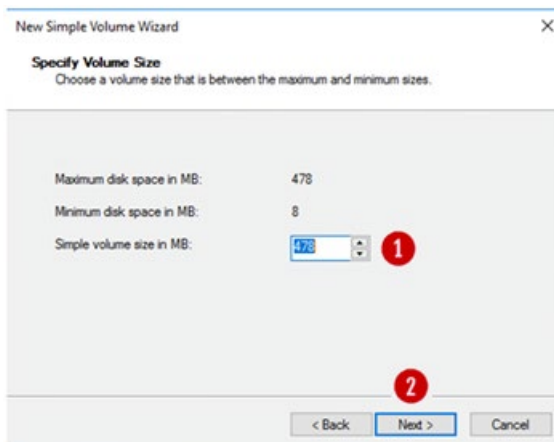 New Simple Volume Wizard
Specify Volume Size
Choose a volume size that is between the maximum and minimum sizes.
Maximum disk space in MB: 478
Minimum disk space in MB: 8
Simple volume size in MB: 478 1
2
< Back Next > Cancel